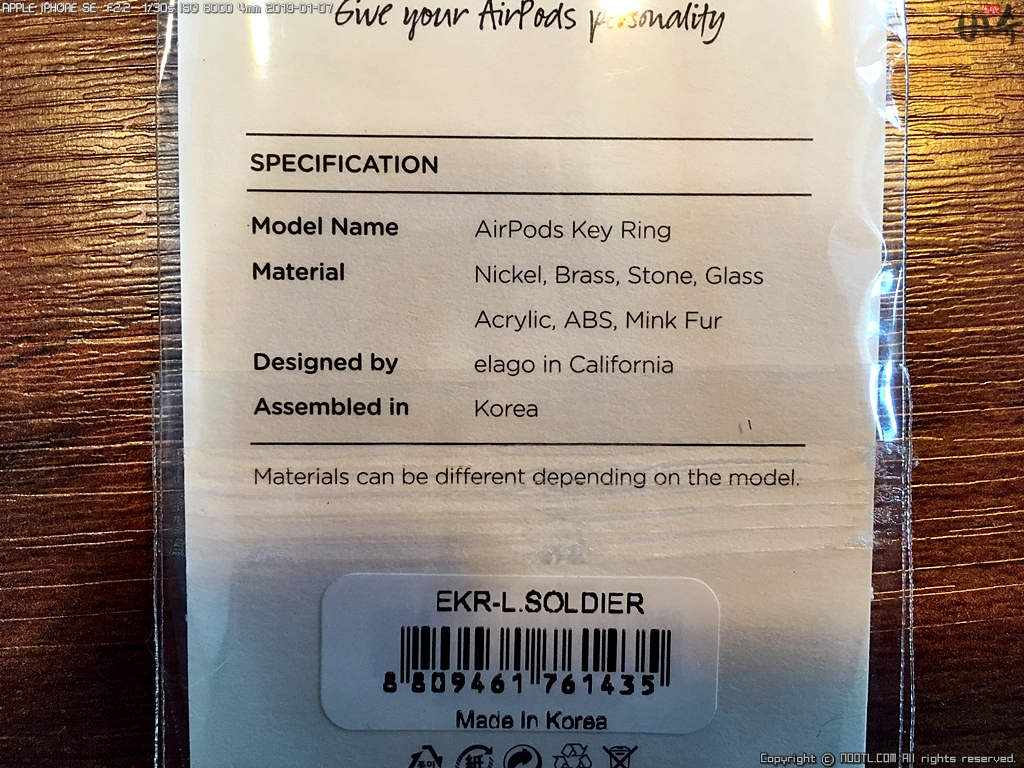 APPLE IPHONE SE f2.2 1/30s ISO 8000 4mm 2019-01-07
Give your AirPods personality
SPECIFICATION
Model Name AirPods Key Ring
Material Nickel, Brass, Stone, Glass
Acrylic, ABS, Mink Fur
Designed by elago in California
Assembled in Korea
Materials can be different depending on the model.
EKR-L.SOLDIER
8 809461 761435
Made in Korea
Copyright © NOOTL.COM All rights reserved.